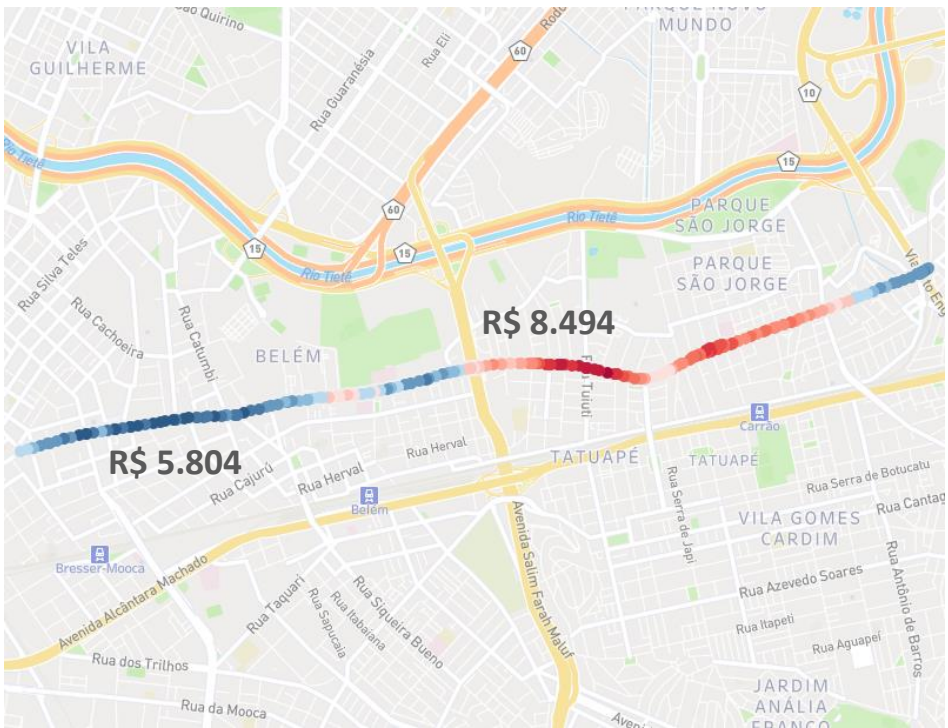 São Quirino
PARQUE NOVO
MUNDO
VILA
GUILHERME
Rua Eli
Rodo
60
Rua Guaranésia
10
Rio Tietê
15
60
Rio Tietê
PARQUE
SÃO JORGE
15
15
Rio Tietê
PARQUE
SÃO JORGE
Rua Silva Teles
Rua Cachoeira
Rua Catumbi
R$ 8.494
BELÉM
Rua Tuiuti
Carrão
R$ 5.804
Rua Herval
Rua Cajurú
Rua Herval
TATUAPÉ
TATUAPÉ
Rua Serra de Botucatu
Belém
Rua Cantag
Rua Serra de Japi
VILA GOMES
CARDIM
Avenida Salim Farah Maluf
Bresser-Mooca
Avenida Alcântara Machado
Rua Taquari
Rua Sapucaia
Rua Itabaiana
Rua Siqueira Bueno
Rua Azevedo Soares
Rua Antônio de Barros
Rua Itapeti
Rua Aguapeí
Rua dos Trilhos
Rua da Mooca
JARDIM
ANÁLIA
FRANCO